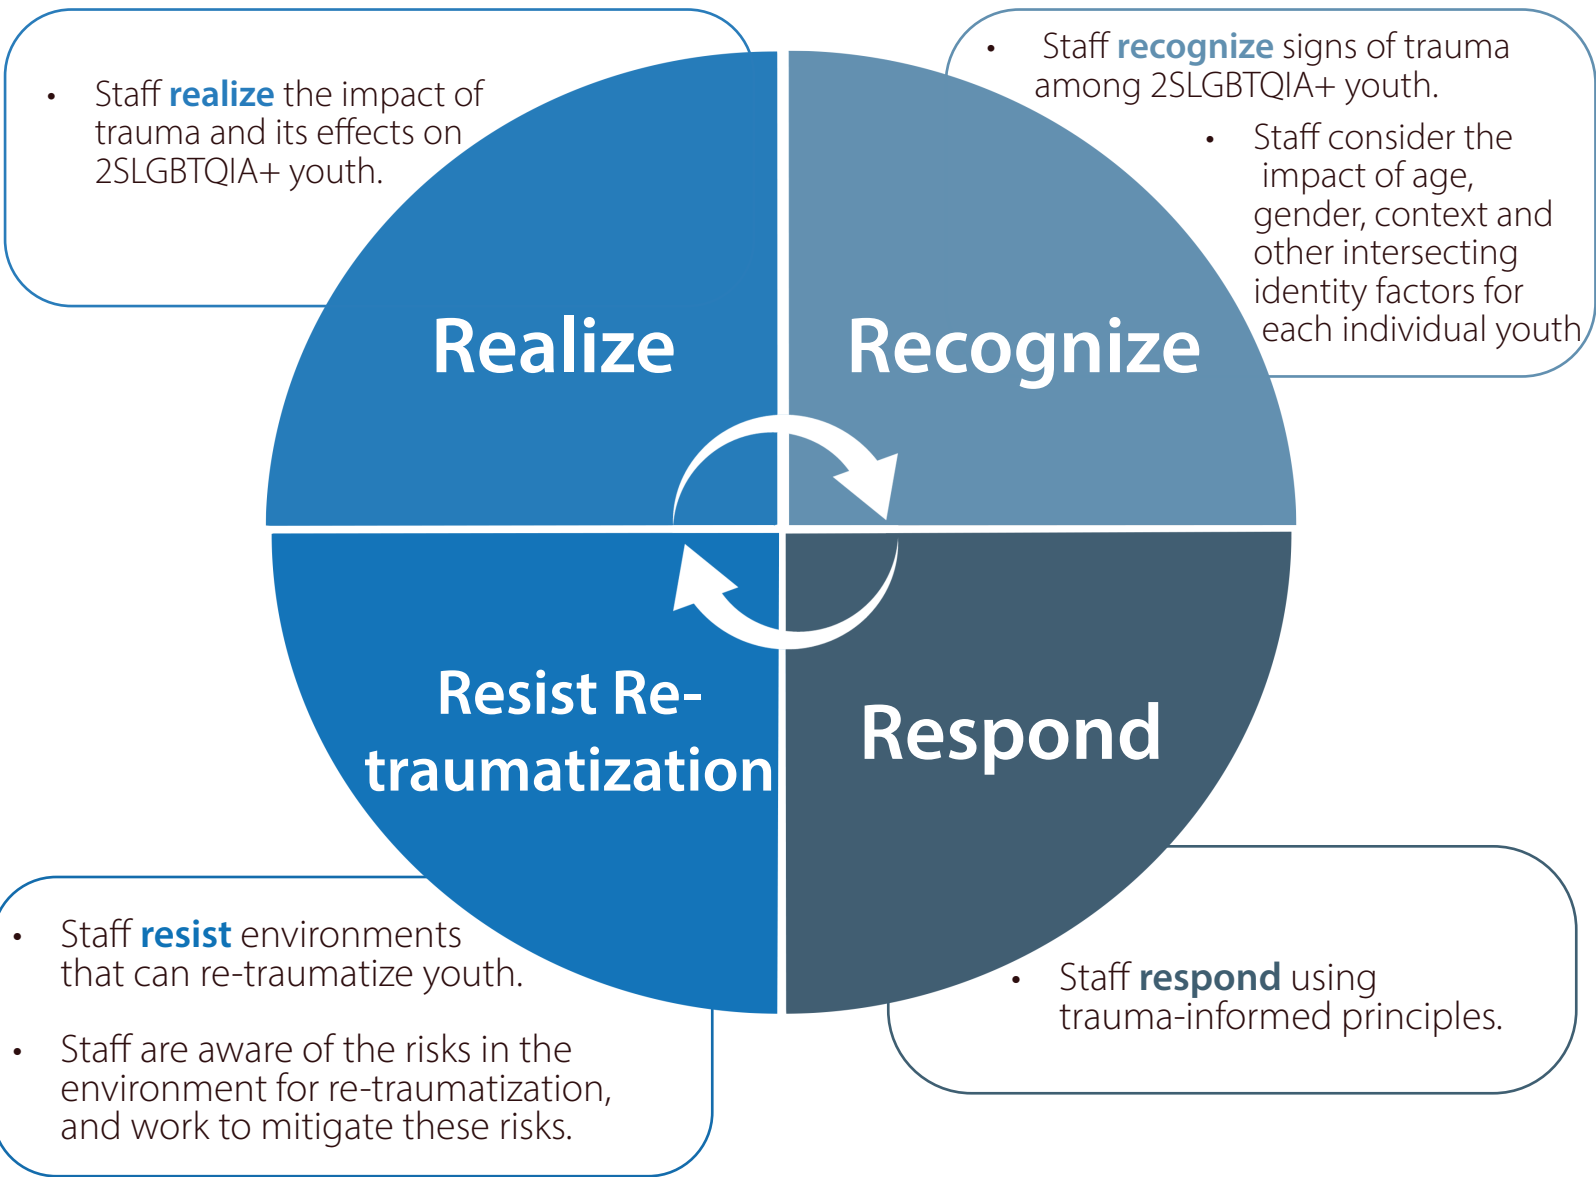 • Staff realize the impact of
trauma and its effects on
2SLGBTQIA+ youth.
• Staff recognize signs of trauma
among 2SLGBTQIA+ youth.
• Staff consider the
impact of age,
gender, context and
other intersecting
identity factors for
each individual youth
Realize
Recognize
Resist Re-
traumatization
Respond
• Staff resist environments
that can re-traumatize youth.
• Staff are aware of the risks in the
environment for re-traumatization,
and work to mitigate these risks.
• Staff respond using
trauma-informed principles.